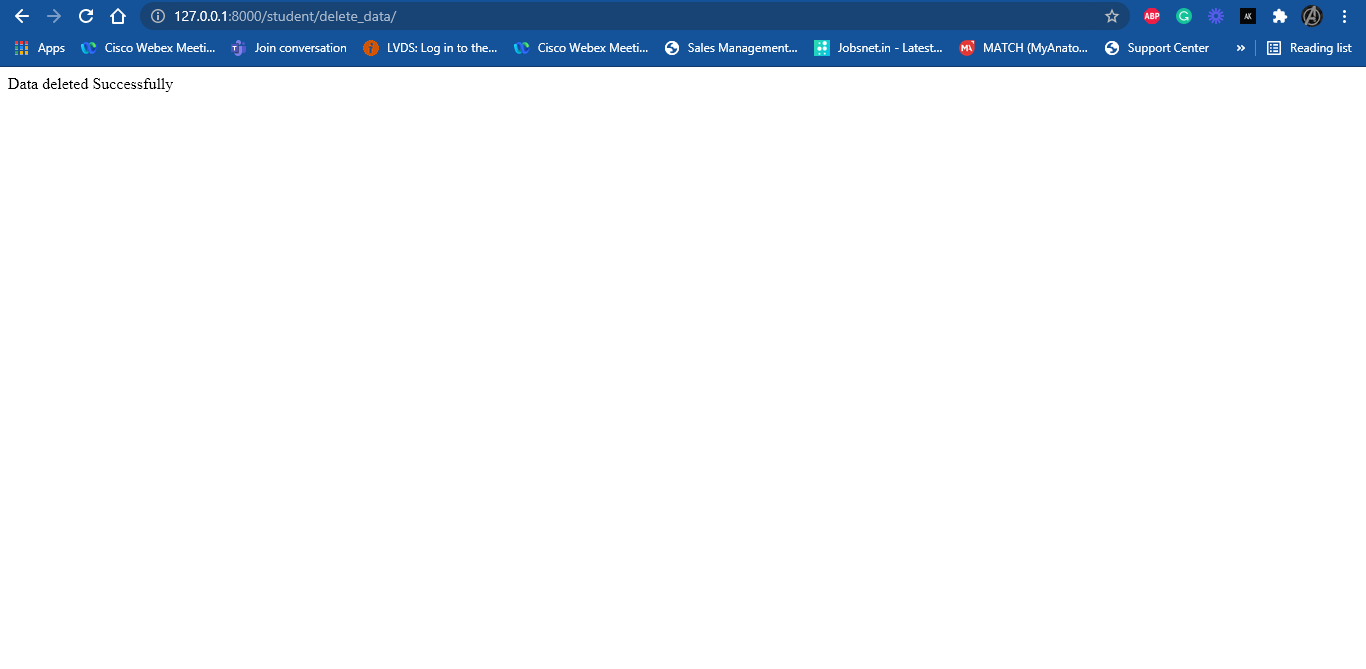 127.0.0.1:8000/student/delete_data/
ABP
G
AK
Apps Cisco Webex Meeti... Join conversation LVDS: Log in to the... Cisco Webex Meeti... Sales Management... Jobsnet.in - Latest... MATCH (MyAnato... Support Center » Reading list
Data deleted Successfully